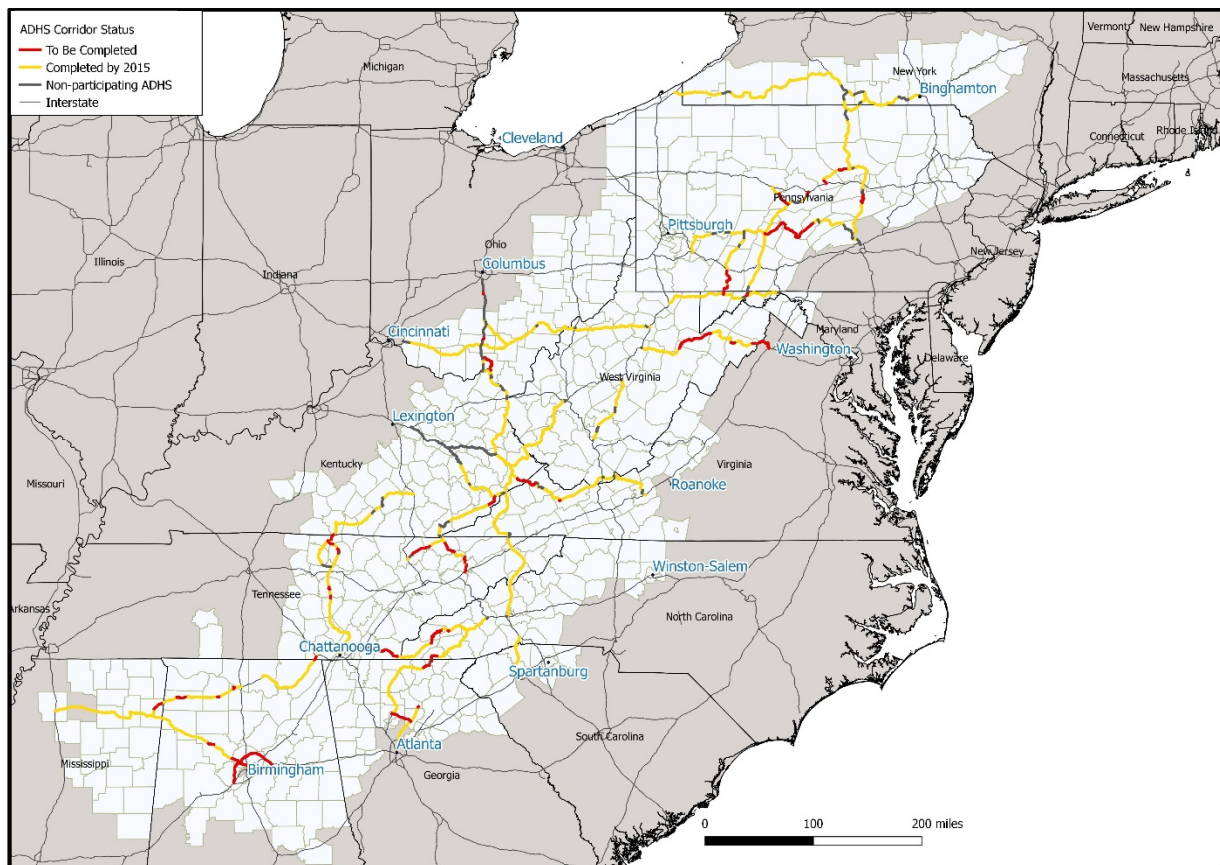 ADHS Corridor Status
To Be Completed
Completed by 2015
Non-participating ADHS
Interstate
Vermont
New Hampshire
Michigan
New York
Massachusetts
Binghamton
Connecticut
Rhode Island
Cleveland
Pennsylvania
Pittsburgh
Ohio
New Jersey
Illinois
Indiana
Columbus
Cincinnati
Maryland
Washington
Delaware
West Virginia
Lexington
Kentucky
Virginia
Missouri
Roanoke
Winston-Salem
Tennessee
Arkansas
North Carolina
Chattanooga
Spartanburg
South Carolina
Atlanta
Mississippi
Birmingham
Georgia
0 100 200 miles